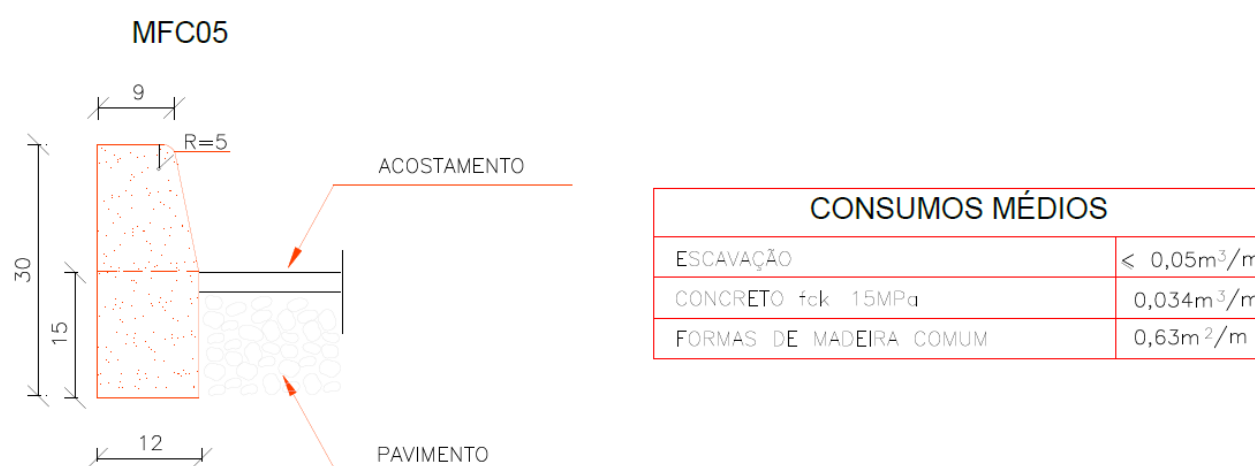 MFC05
9
R=5
ACOSTAMENTO
30
15
12
PAVIMENTO
CONSUMOS MÉDIOS
ESCAVAÇÃO ⩽ 0,05m³/m
CONCRETO fck 15MPa 0,034m³/m
FORMAS DE MADEIRA COMUM 0,63m²/m